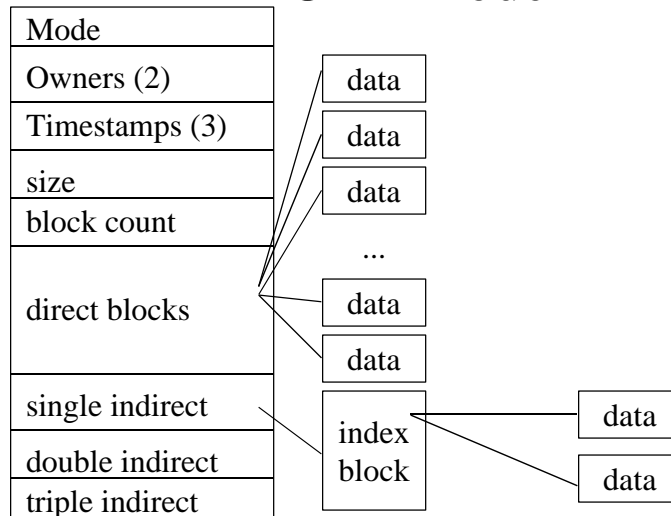 Mode
Owners (2)
Timestamps (3)
size
block count
direct blocks
single indirect
double indirect
triple indirect
data
data
data
...
data
data
index
block
data
data